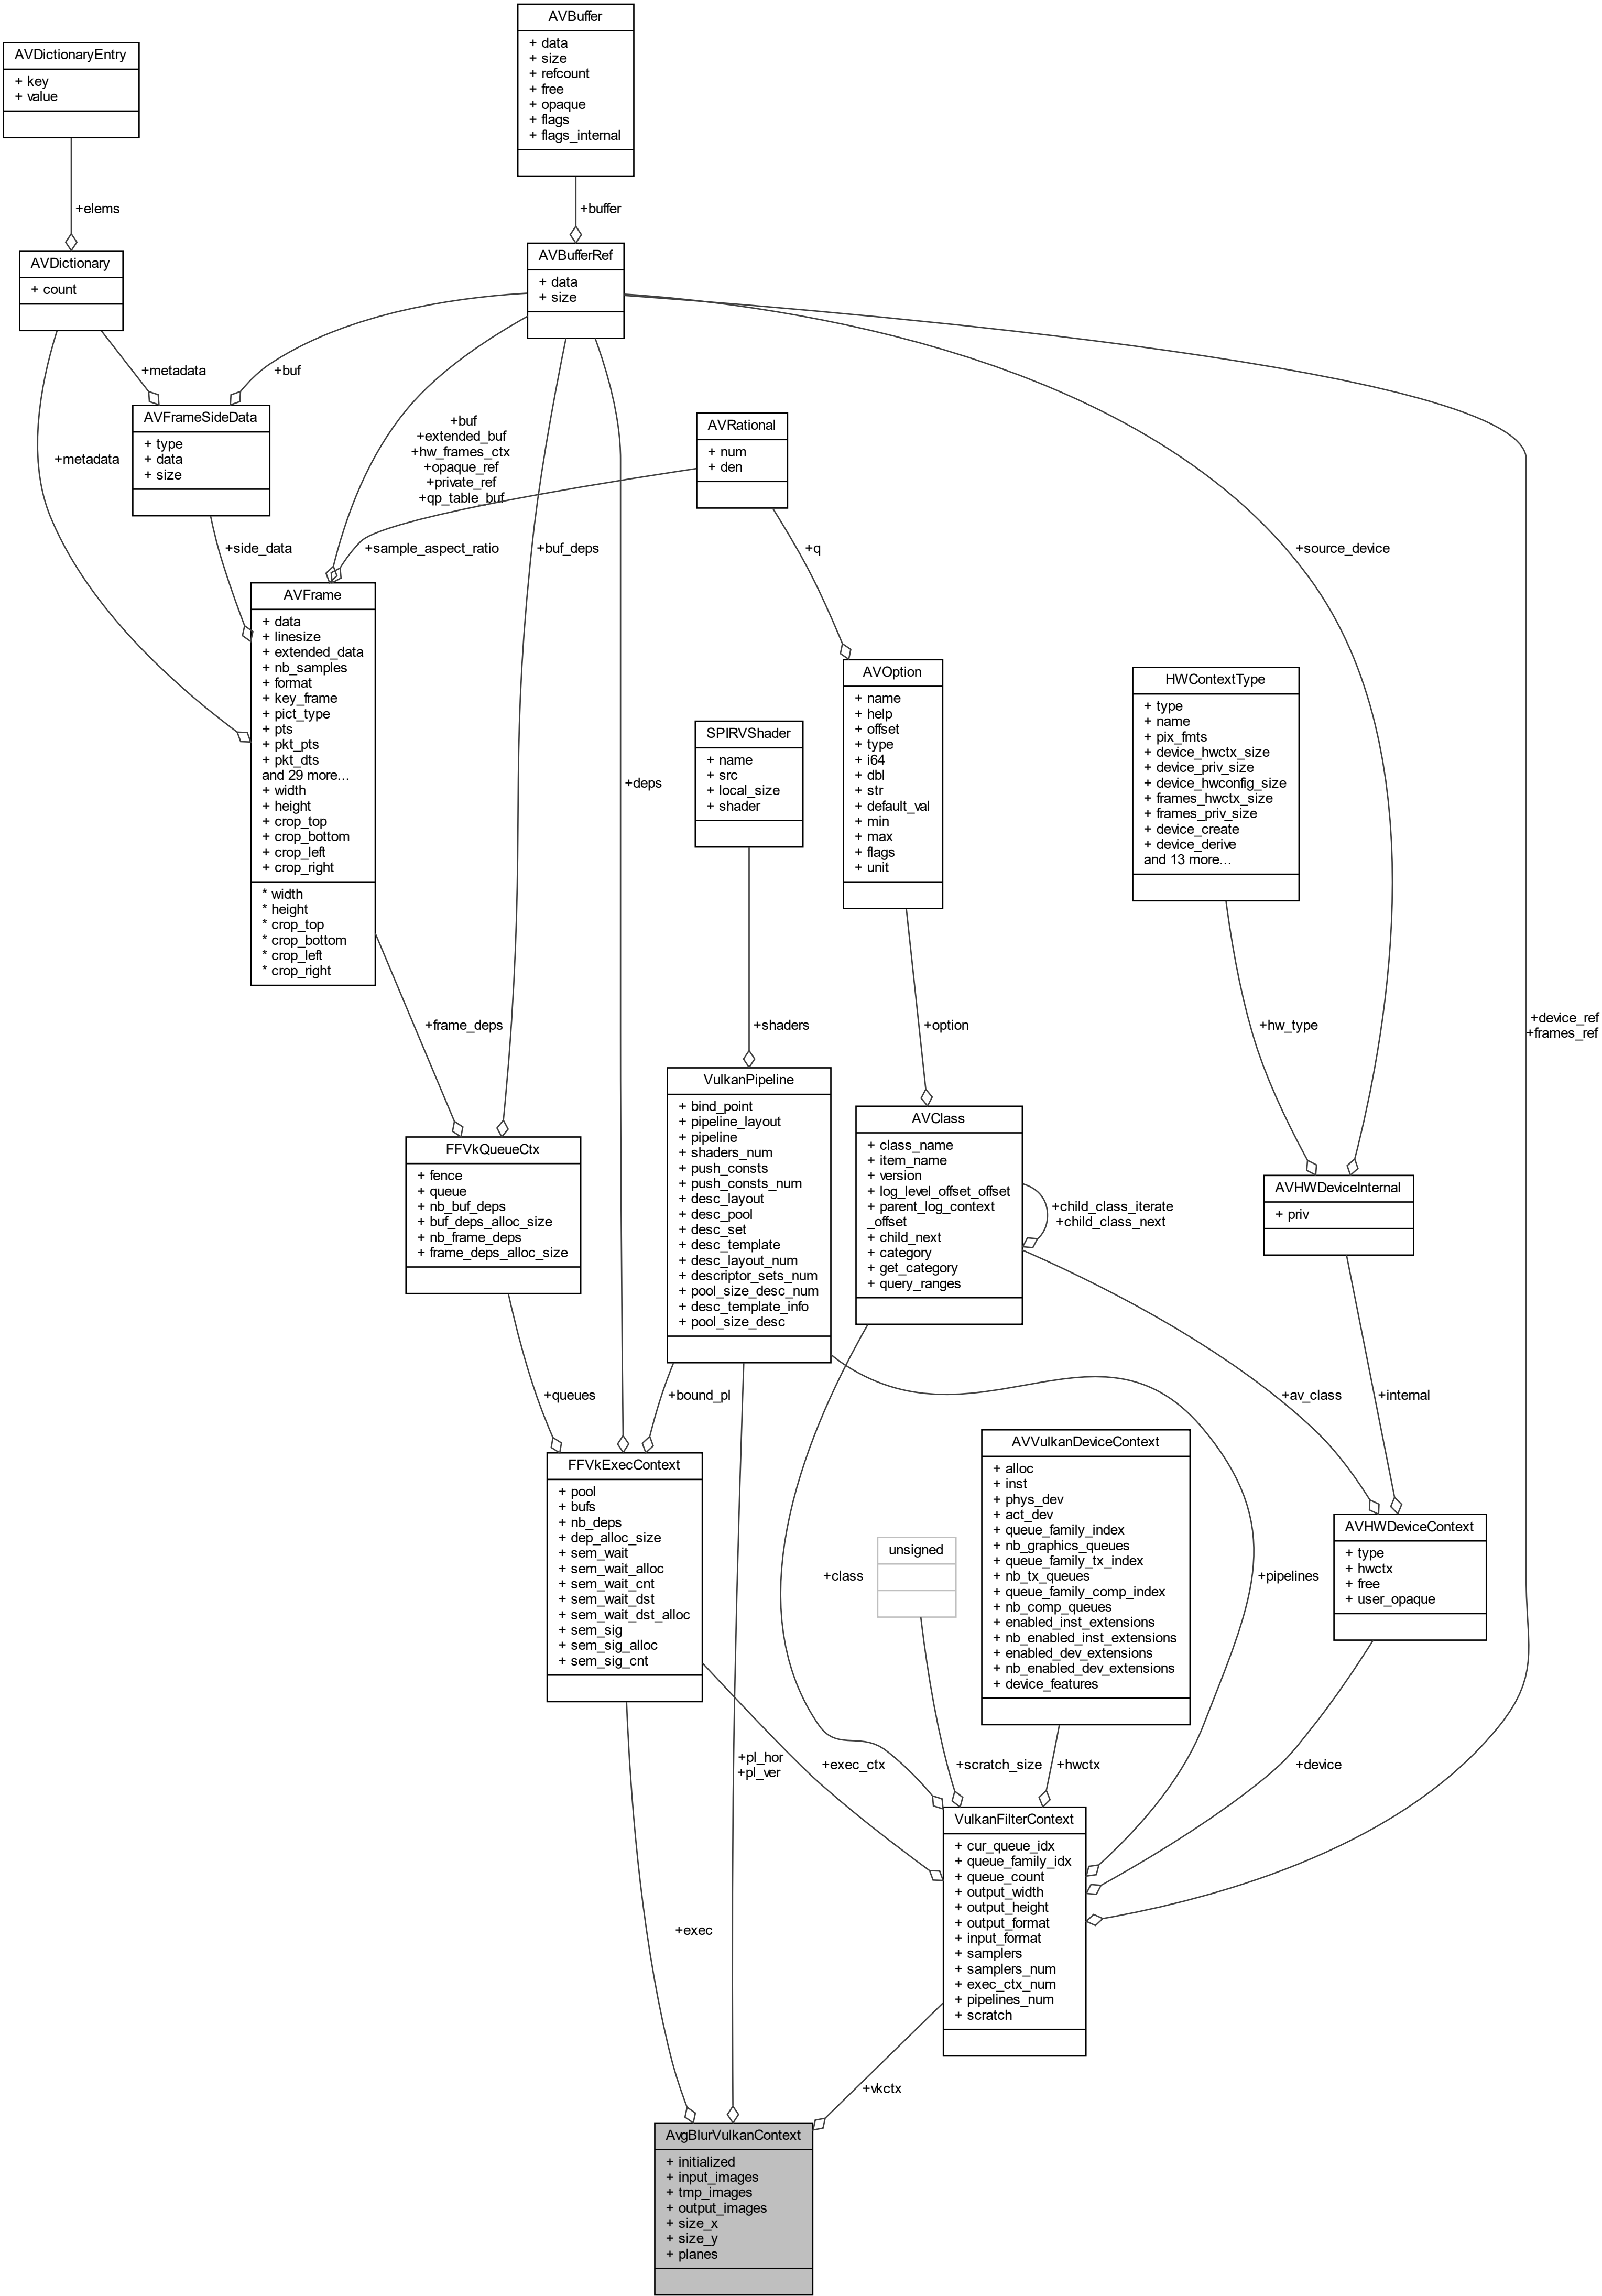 AVBuffer
+ data
+ size
+ refcount
+ free
+ opaque
+ flags
+ flags_internal
AVDictionaryEntry
+ key
+ value
+elems
+buffer
AVDictionary
+ count
AVBufferRef
+ data
+ size
+metadata
+buf
AVFrameSideData
+ type
+ data
+ size
+metadata
+buf
+extended_buf
+hw_frames_ctx
+opaque_ref
+private_ref
+qp_table_buf
AVRational
+ num
+ den
+side_data
+sample_aspect_ratio
+buf_deps
+q
+source_device
AVFrame
+ data
+ linesize
+ extended_data
+ nb_samples
+ format
+ key_frame
+ pict_type
+ pts
+ pkt_pts
+ pkt_dts
and 29 more...
+ width
+ height
+ crop_top
+ crop_bottom
+ crop_left
+ crop_right
* width
* height
* crop_top
* crop_bottom
* crop_left
* crop_right
+deps
SPIRVShader
+ name
+ src
+ local_size
+ shader
AVOption
+ name
+ help
+ offset
+ type
+ i64
+ dbl
+ str
+ default_val
+ min
+ max
+ flags
+ unit
HWContextType
+ type
+ name
+ pix_fmts
+ device_hwctx_size
+ device_priv_size
+ device_hwconfig_size
+ frames_hwctx_size
+ frames_priv_size
+ device_create
+ device_derive
and 13 more...
+frame_deps
+shaders
+option
+hw_type
+device_ref
+frames_ref
FFVkQueueCtx
+ fence
+ queue
+ nb_buf_deps
+ buf_deps_alloc_size
+ nb_frame_deps
+ frame_deps_alloc_size
VulkanPipeline
+ bind_point
+ pipeline_layout
+ pipeline
+ shaders_num
+ push_consts
+ push_consts_num
+ desc_layout
+ desc_pool
+ desc_set
+ desc_template
+ desc_layout_num
+ descriptor_sets_num
+ pool_size_desc_num
+ desc_template_info
+ pool_size_desc
AVClass
+ class_name
+ item_name
+ version
+ log_level_offset_offset
+ parent_log_context
_offset
+ child_next
+ category
+ get_category
+ query_ranges
+child_class_iterate
+child_class_next
AVHWDeviceInternal
+ priv
+queues
+bound_pl
+av_class
+internal
FFVkExecContext
+ pool
+ bufs
+ nb_deps
+ dep_alloc_size
+ sem_wait
+ sem_wait_alloc
+ sem_wait_cnt
+ sem_wait_dst
+ sem_wait_dst_alloc
+ sem_sig
+ sem_sig_alloc
+ sem_sig_cnt
+class
unsigned
AVVulkanDeviceContext
+ alloc
+ inst
+ phys_dev
+ act_dev
+ queue_family_index
+ nb_graphics_queues
+ queue_family_tx_index
+ nb_tx_queues
+ queue_family_comp_index
+ nb_comp_queues
+ enabled_inst_extensions
+ nb_enabled_inst_extensions
+ enabled_dev_extensions
+ nb_enabled_dev_extensions
+ device_features
+pipelines
AVHWDeviceContext
+ type
+ hwctx
+ free
+ user_opaque
+pl_hor
+pl_ver
+exec_ctx
+scratch_size
+hwctx
+device
VulkanFilterContext
+ cur_queue_idx
+ queue_family_idx
+ queue_count
+ output_width
+ output_height
+ output_format
+ input_format
+ samplers
+ samplers_num
+ exec_ctx_num
+ pipelines_num
+ scratch
+exec
+vkctx
AvgBlurVulkanContext
+ initialized
+ input_images
+ tmp_images
+ output_images
+ size_x
+ size_y
+ planes